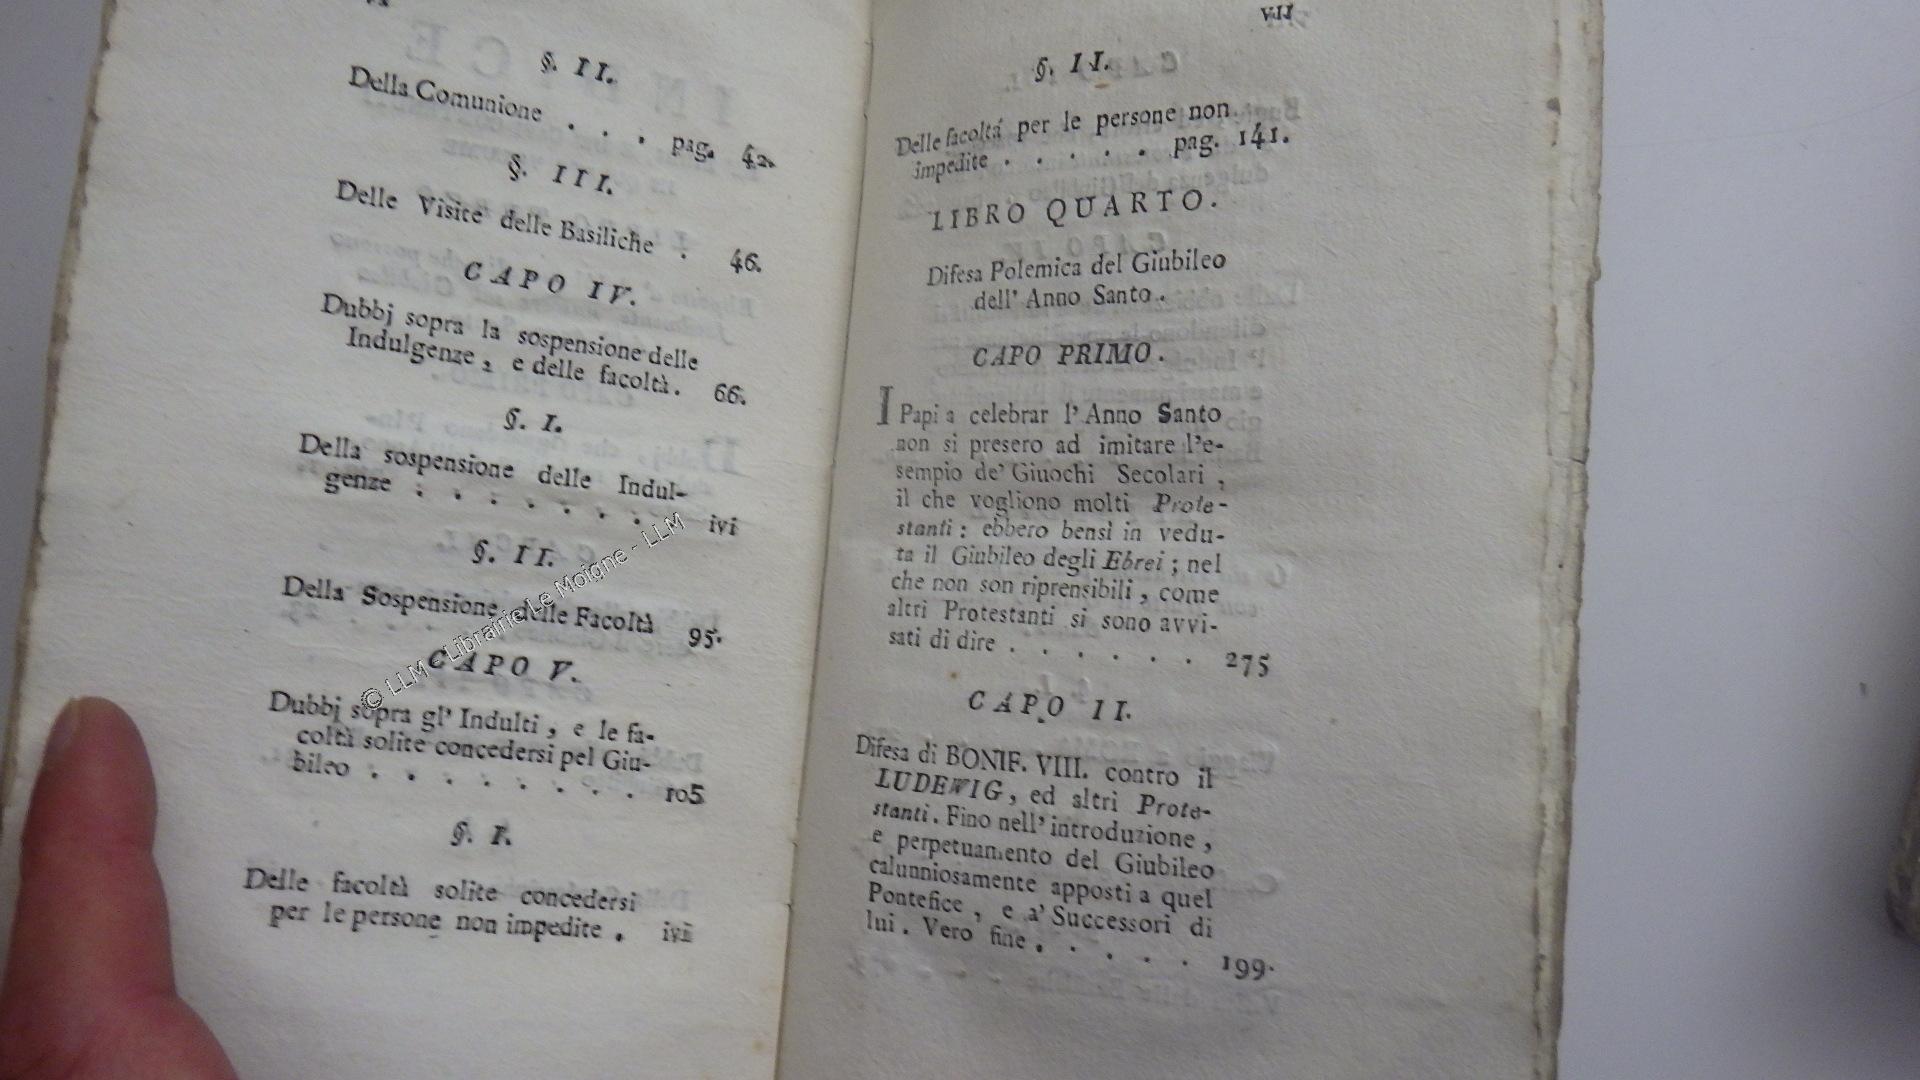 §. II.
Della Comunione . . . pag. 42.
§. III.
Delle Visite delle Basiliche . 46.
CAPO IV.
Dubbj sopra la sospensione delle
Indulgenze, e delle facoltà. 66.
§. I.
Della sospensione delle Indul-
genze . . . . . . . ivi
§. II.
Della Sospensione delle Facoltà 95.
CAPO V.
Dubbj sopra gl' Indulti, e le fa-
coltà solite concedersi pel Giu-
bileo . . . . . . . . 105
§. I.
Delle facoltà solite concedersi
per le persone non impedite . ivi
© LLM - Librairie Le Moigne - LLM
VII
§. II.
Delle facoltá per le persone non
impedite . . . . . pag. 141.
LIBRO QUARTO.
Difesa Polemica del Giubileo
dell' Anno Santo.
CAPO PRIMO.
I Papi a celebrar l' Anno Santo
non si presero ad imitare l'e-
sempio de' Giuochi Secolari,
il che vogliono molti Prote-
stanti: ebbero bensì in vedu-
ta il Giubileo degli Ebrei; nel
che non son riprensibili, come
altri Protestanti si sono avvi-
sati di dire . . . . . . 275
CAPO II.
Difesa di BONIF. VIII. contro il
LUDEWIG, ed altri Prote-
stanti. Fino nell' introduzione,
e perpetuamento del Giubileo
calunniosamente apposti a quel
Pontefice, e a' Successori di
lui. Vero fine. . . . . 199.